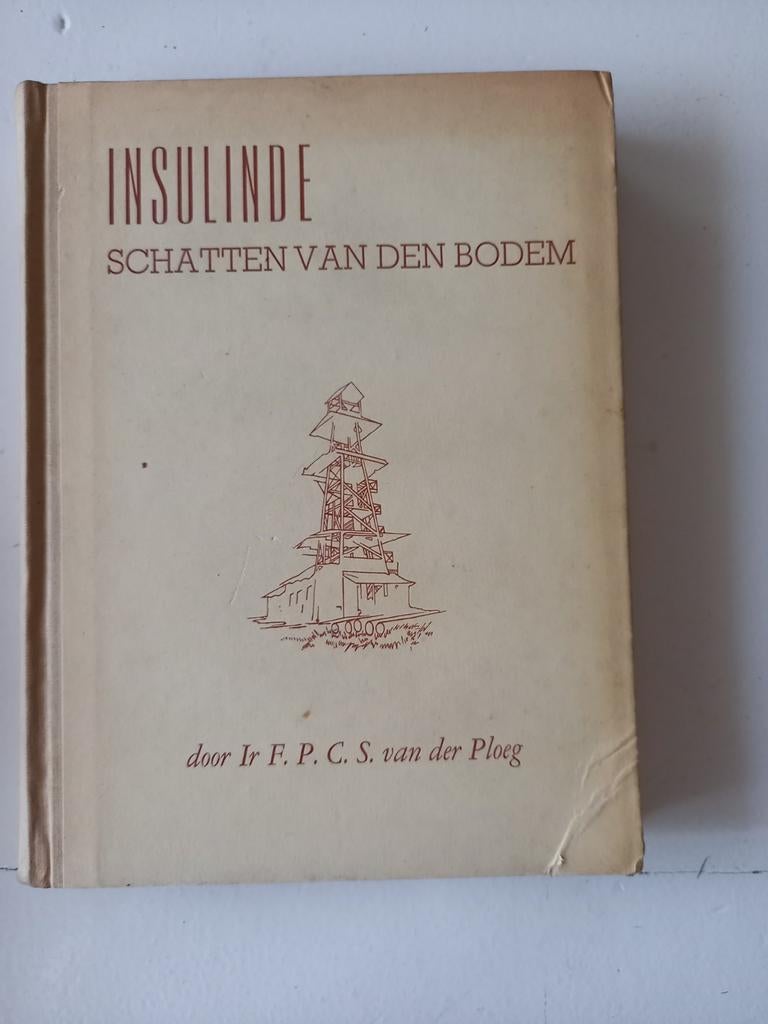 INSULINDE
SCHATTEN VAN DEN BODEM
door Ir F. P. C. S. van der Ploeg